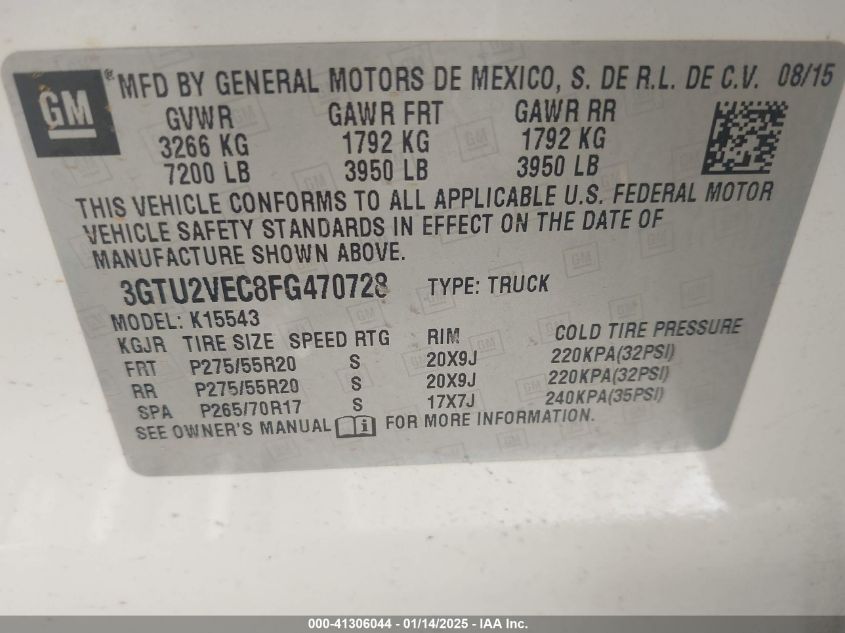 GM ® MFD BY GENERAL MOTORS DE MEXICO, S. DE R.L. DE C.V. 08/15
GVWR GAWR FRT GAWR RR
3266 KG 1792 KG 1792 KG
7200 LB 3950 LB 3950 LB
THIS VEHICLE CONFORMS TO ALL APPLICABLE U.S. FEDERAL MOTOR
VEHICLE SAFETY STANDARDS IN EFFECT ON THE DATE OF
MANUFACTURE SHOWN ABOVE.
3GTU2VEC8FG470728 TYPE: TRUCK
MODEL: K15543
KGJR TIRE SIZE SPEED RTG RIM COLD TIRE PRESSURE
FRT P275/55R20 S 20X9J 220KPA(32PSI)
RR P275/55R20 S 20X9J 220KPA(32PSI)
SPA P265/70R17 S 17X7J 240KPA(35PSI)
SEE OWNER'S MANUAL i FOR MORE INFORMATION.
000-41306044 - 01/14/2025 - IAA Inc.